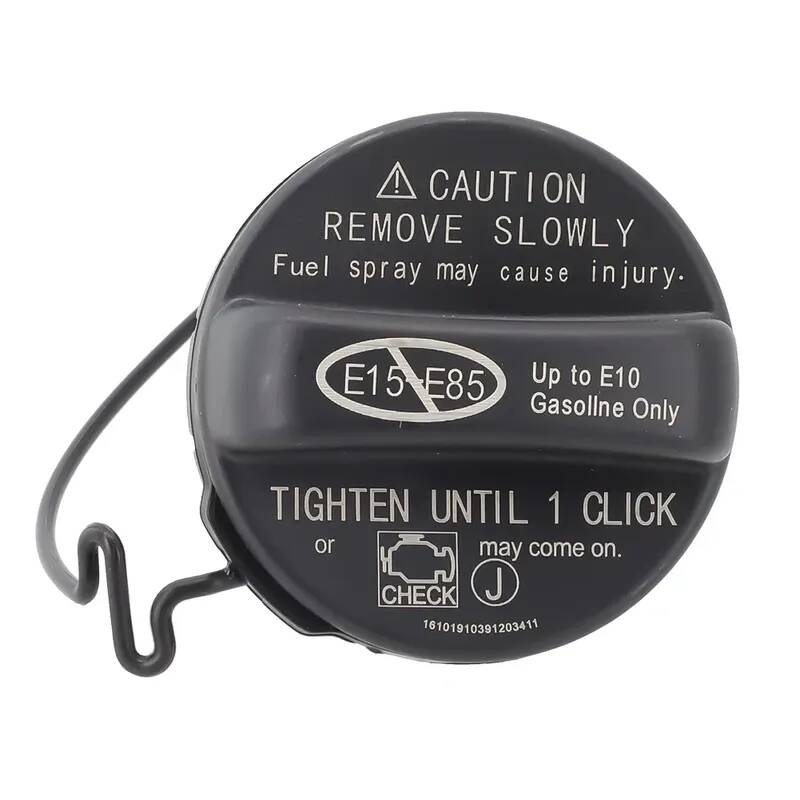 ⚠ CAUTION
REMOVE SLOWLY
Fuel spray may cause injury.
E15-E85
Up to E10
Gasollne Only
TIGHTEN UNTIL 1 CLICK
or CHECK may come on.
J
16101910391203411